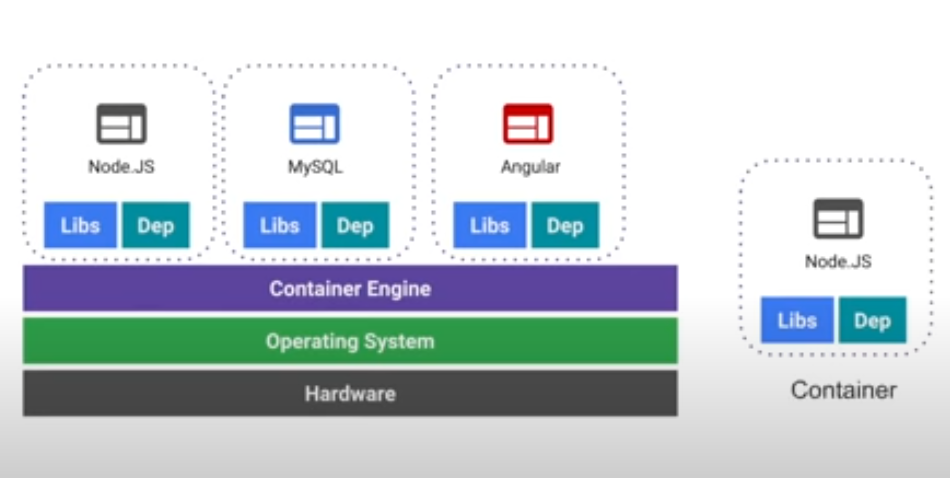 Node.JS
Libs Dep
MySQL
Libs Dep
Angular
Libs Dep
Container Engine
Operating System
Hardware
Node.JS
Libs Dep
Container